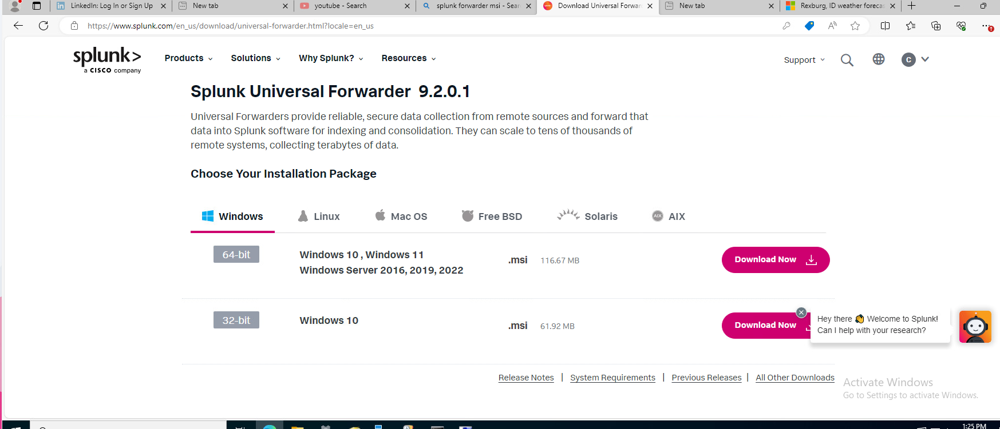 LinkedIn: Log In or Sign Up
New tab
youtube - Search
splunk forwarder msi - Sear
Download Universal Forwar
New tab
Rexburg, ID weather forecas
https://www.splunk.com/en_us/download/universal-forwarder.html?locale=en_us
splunk>
a CISCO company
Products
Solutions
Why Splunk?
Resources
Support
C
Splunk Universal Forwarder 9.2.0.1
Universal Forwarders provide reliable, secure data collection from remote sources and forward that
data into Splunk software for indexing and consolidation. They can scale to tens of thousands of
remote systems, collecting terabytes of data.
Choose Your Installation Package
Windows
Linux
Mac OS
Free BSD
Solaris
AIX
AIX
64-bit
Windows 10 , Windows 11
Windows Server 2016, 2019, 2022
.msi
116.67 MB
Download Now
32-bit
Windows 10
.msi
61.92 MB
Download Now
Hey there 👋 Welcome to Splunk!
Can I help with your research?
Release Notes | System Requirements | Previous Releases | All Other Downloads
Activate Windows
Go to Settings to activate Windows.
1:25 PM